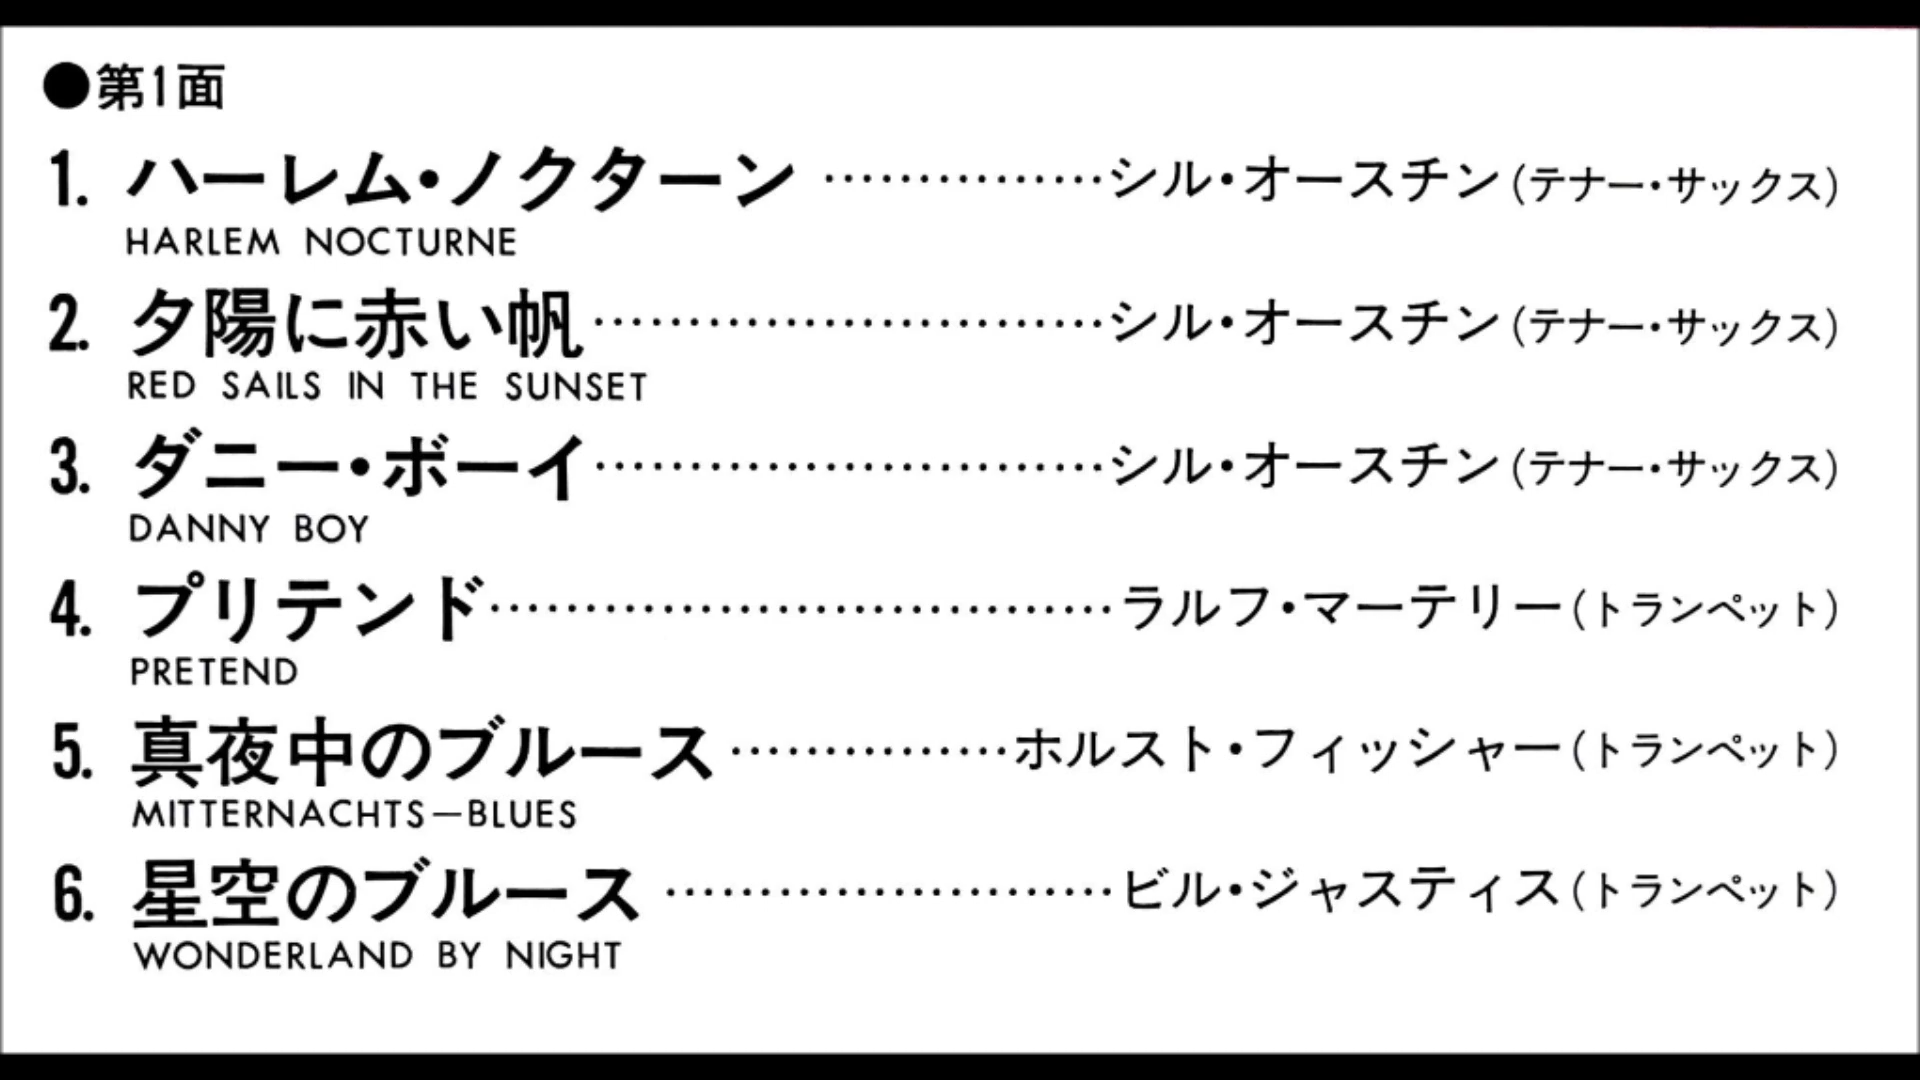 ●第1面
1. ハーレム・ノクターン ……………シル・オースチン(テナー・サックス)
HARLEM NOCTURNE
2. 夕陽に赤い帆………………………シル・オースチン(テナー・サックス)
RED SAILS IN THE SUNSET
3. ダニー・ボーイ………………………シル・オースチン(テナー・サックス)
DANNY BOY
4. プリテンド……………………………ラルフ・マーテリー(トランペット)
PRETEND
5. 真夜中のブルース ……………ホルスト・フィッシャー(トランペット)
MITTERNACHTS—BLUES
6. 星空のブルース ……………………ビル・ジャスティス(トランペット)
WONDERLAND BY NIGHT